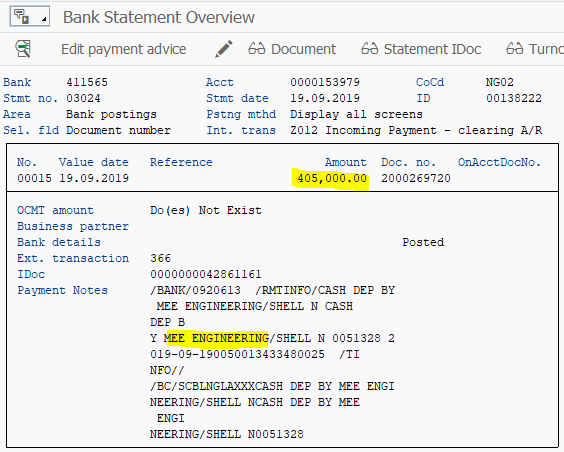 Bank Statement Overview
Edit payment advice Document Statement IDoc Turno
Bank 411565 Acct 0000153979 CoCd NG02
Stmt no. 03024 Stmt date 19.09.2019 ID 00138222
Area Bank postings Pstng mthd Display all screens
Sel. fld Document number Int. trans Z012 Incoming Payment - clearing A/R
No. Value date Reference Amount Doc. no. OnAcctDocNo.
00015 19.09.2019 405,000.00 2000269720
OCMT amount Do(es) Not Exist
Business partner
Bank details Posted
Ext. transaction 366
IDoc 0000000042861161
Payment Notes /BANK/0920613 /RMTINFO/CASH DEP BY
MEE ENGINEERING/SHELL N CASH
DEP B
Y MEE ENGINEERING/SHELL N 0051328 2
019-09-190050013433480025 /TI
NFO//
/BC/SCBLNGLAXXXCASH DEP BY MEE ENGI
NEERING/SHELL NCASH DEP BY MEE
ENGI
NEERING/SHELL N0051328